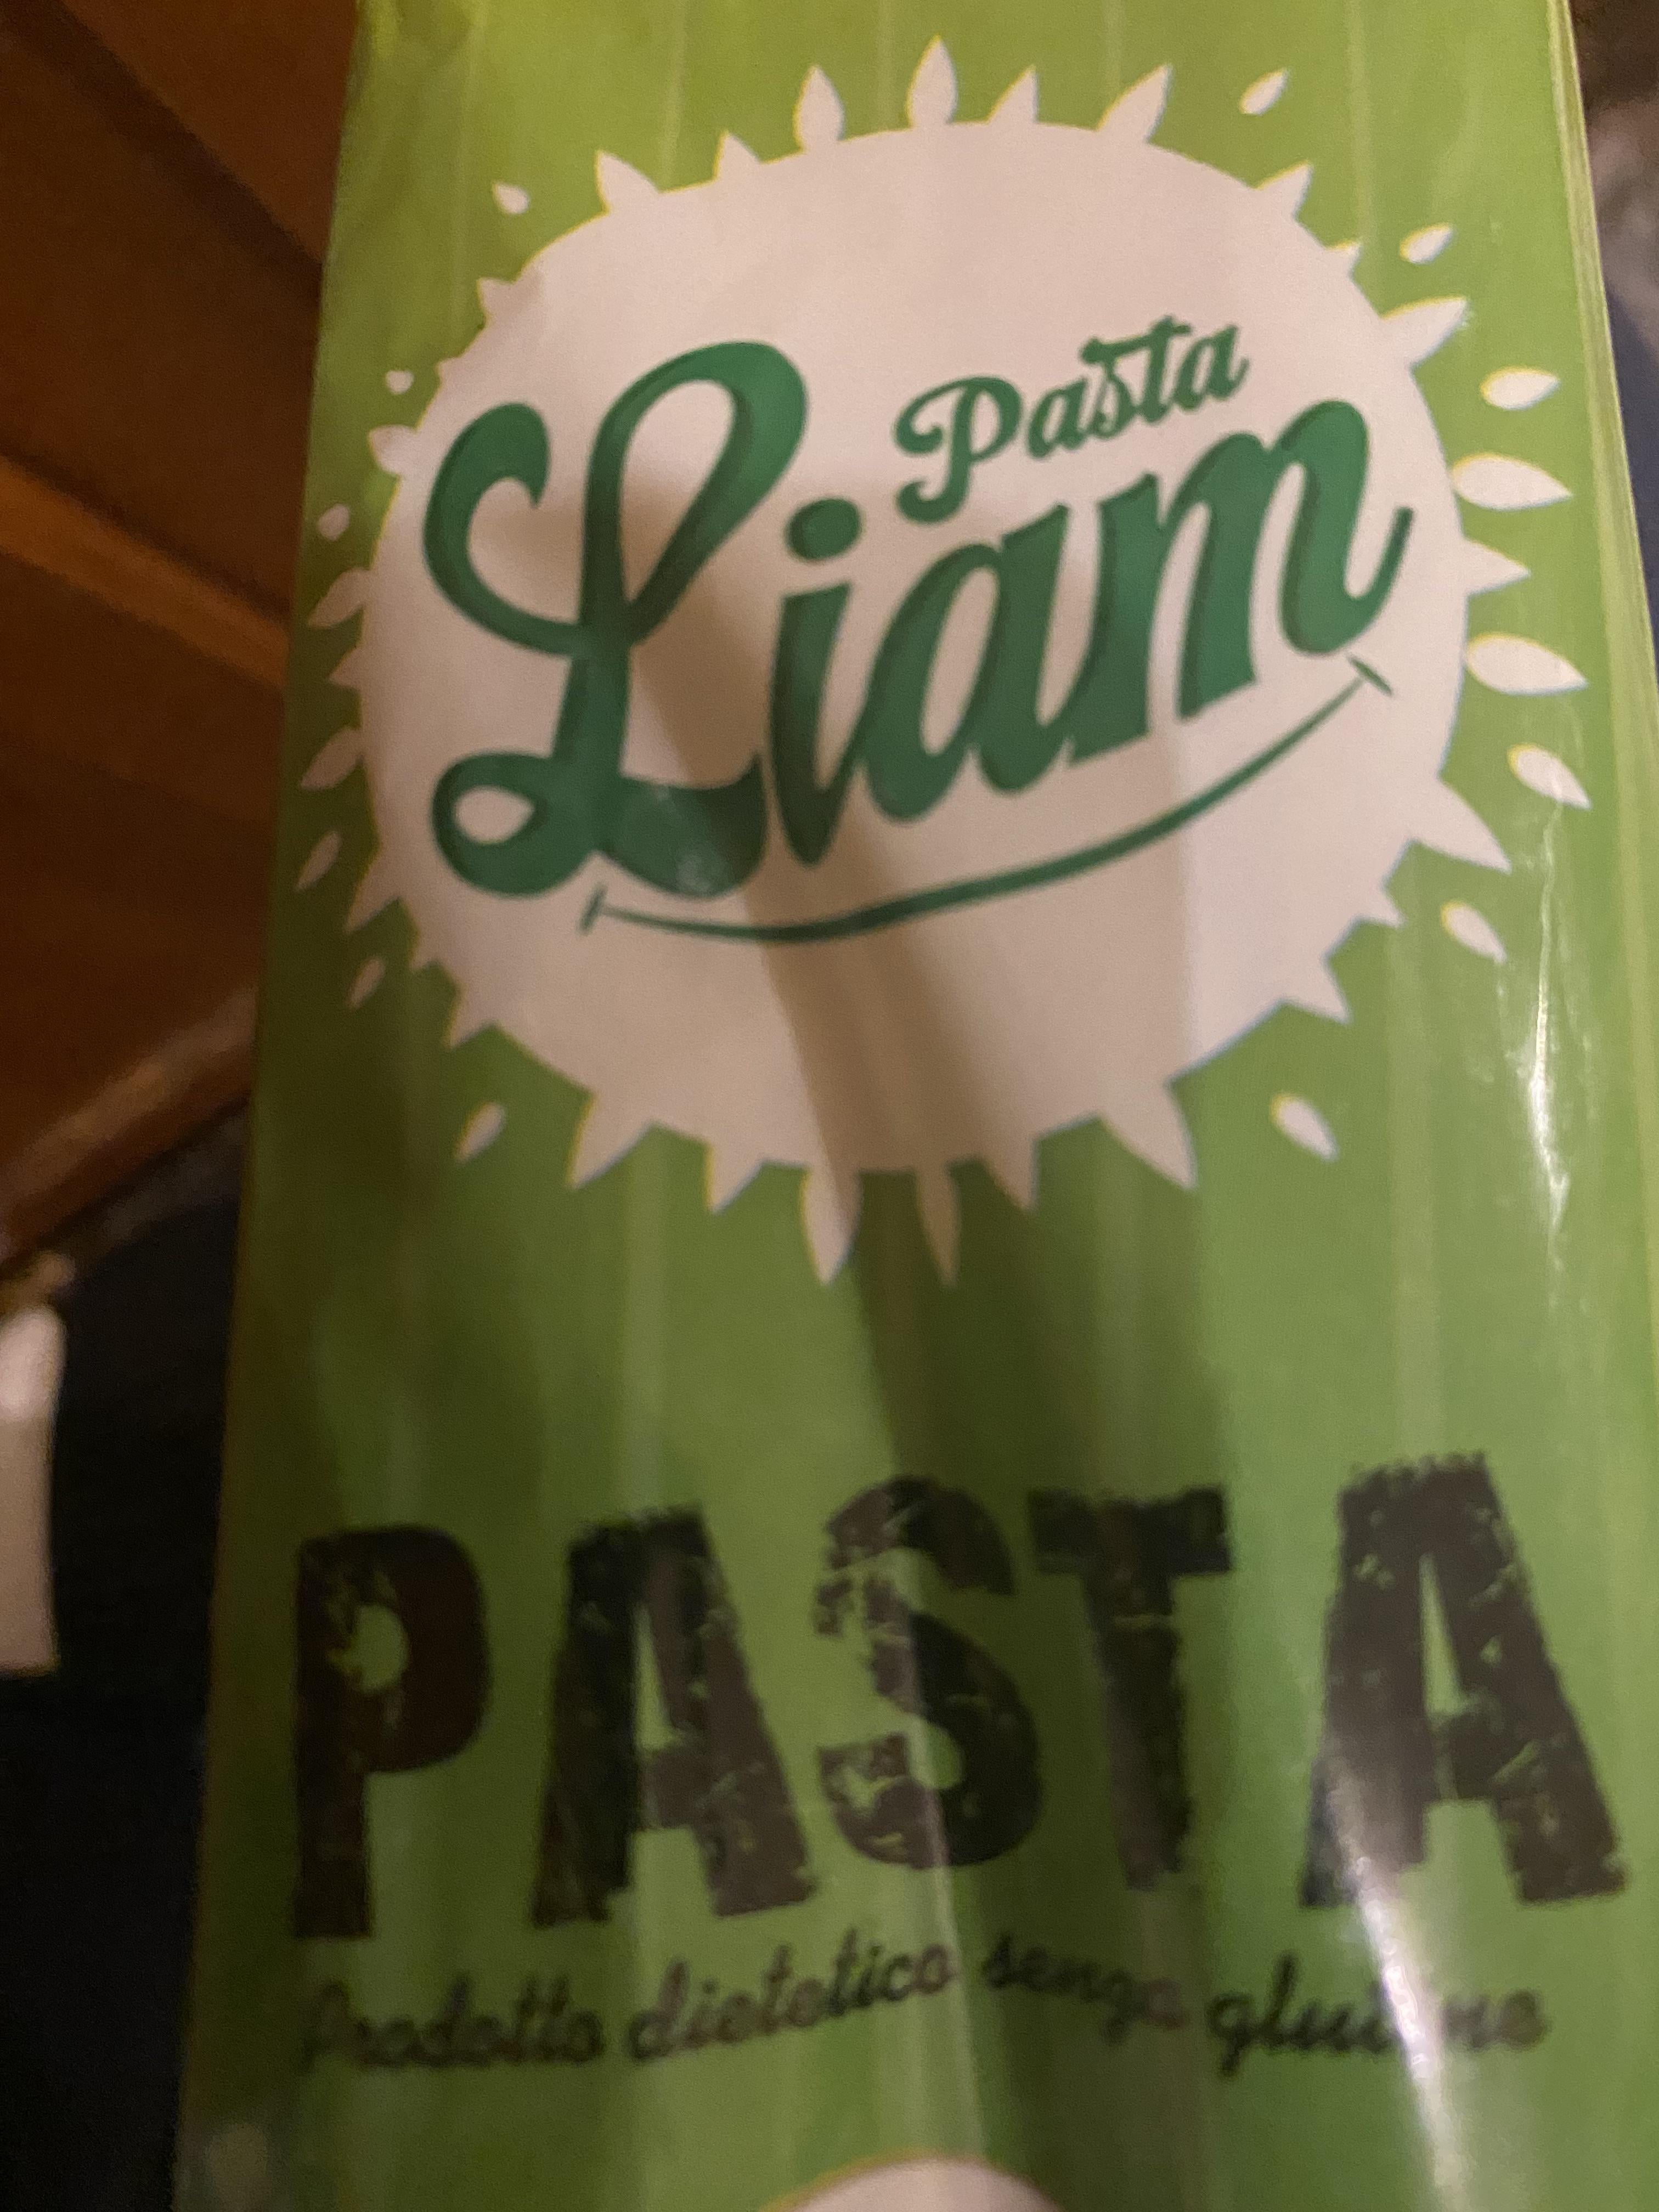 Pasta
Liam
PASTA
Prodotto dietetico senza glutine